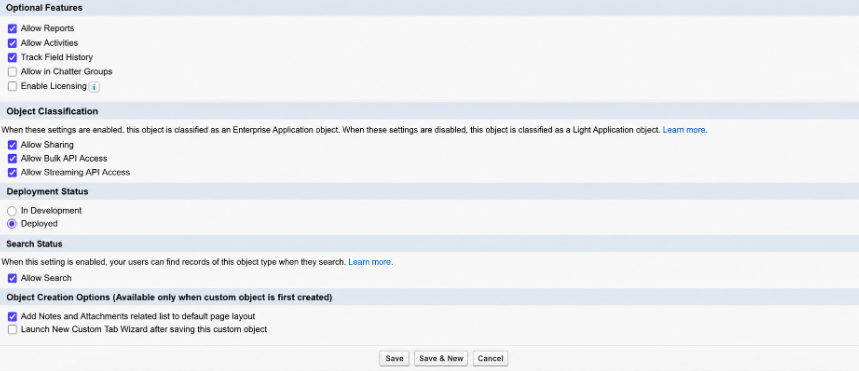 Optional Features
Allow Reports
Allow Activities
Track Field History
Allow in Chatter Groups
Enable Licensing i
Object Classification
When these settings are enabled, this object is classified as an Enterprise Application object. When these settings are disabled, this object is classified as a Light Application object. Learn more.
Allow Sharing
Allow Bulk API Access
Allow Streaming API Access
Deployment Status
In Development
Deployed
Search Status
When this setting is enabled, your users can find records of this object type when they search. Learn more.
Allow Search
Object Creation Options (Available only when custom object is first created)
Add Notes and Attachments related list to default page layout
Launch New Custom Tab Wizard after saving this custom object
Save Save & New Cancel